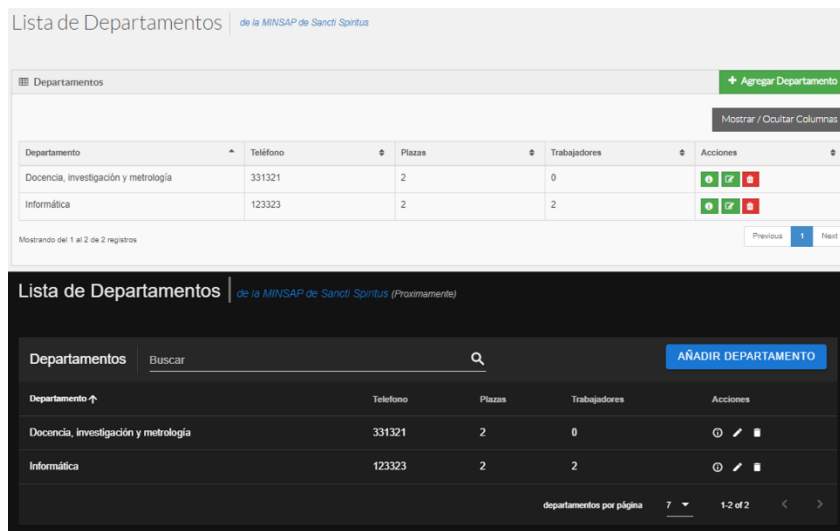 Lista de Departamentos de la MINSAP de Sancti Spiritus
Departamentos + Agregar Departamento
Mostrar / Ocultar Columnas
Departamento Teléfono Plazas Trabajadores Acciones
Docencia, investigación y metrología 331321 2 0
Informática 123323 2 2
Mostrando del 1 al 2 de 2 registros Previous 1 Next
Lista de Departamentos de la MINSAP de Sancti Spiritus (Proximamente)
Departamentos Buscar AÑADIR DEPARTAMENTO
Departamento Telefono Plazas Trabajadores Acciones
Docencia, investigación y metrología 331321 2 0
Informática 123323 2 2
departamentos por página 7 1-2 of 2